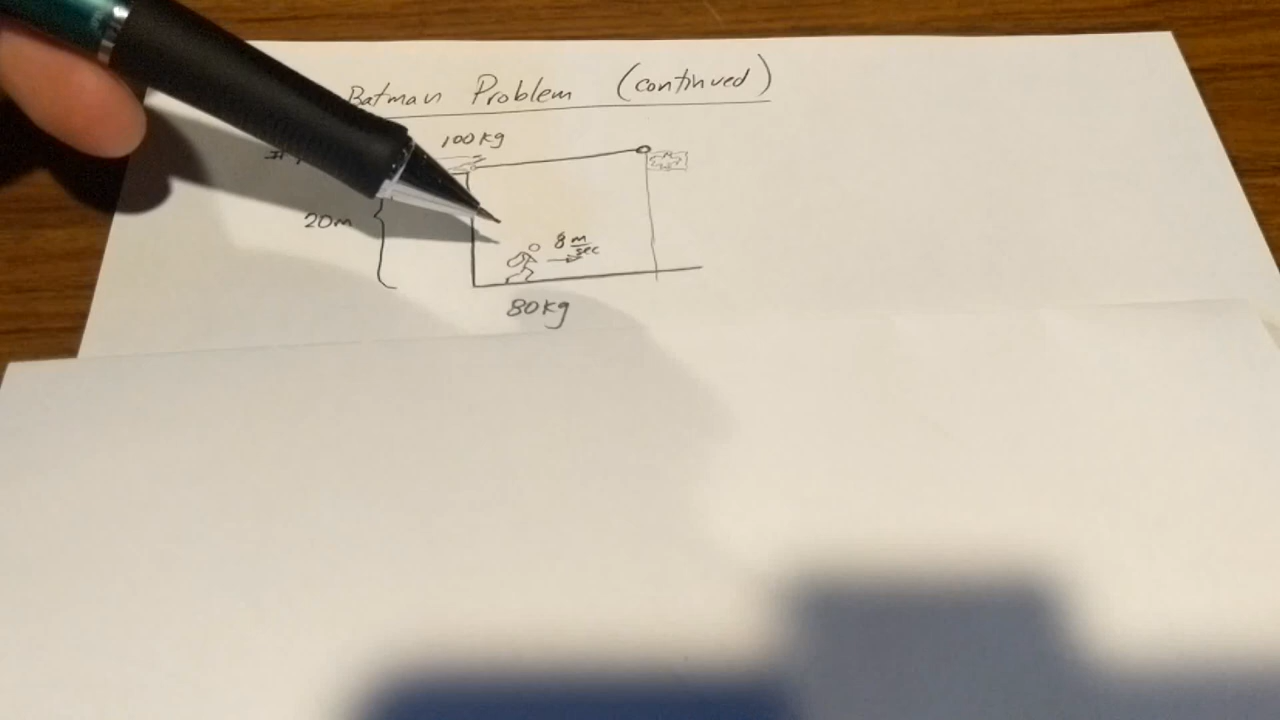 Batman Problem (continued)
100 kg
20m
8 m/sec
80 kg